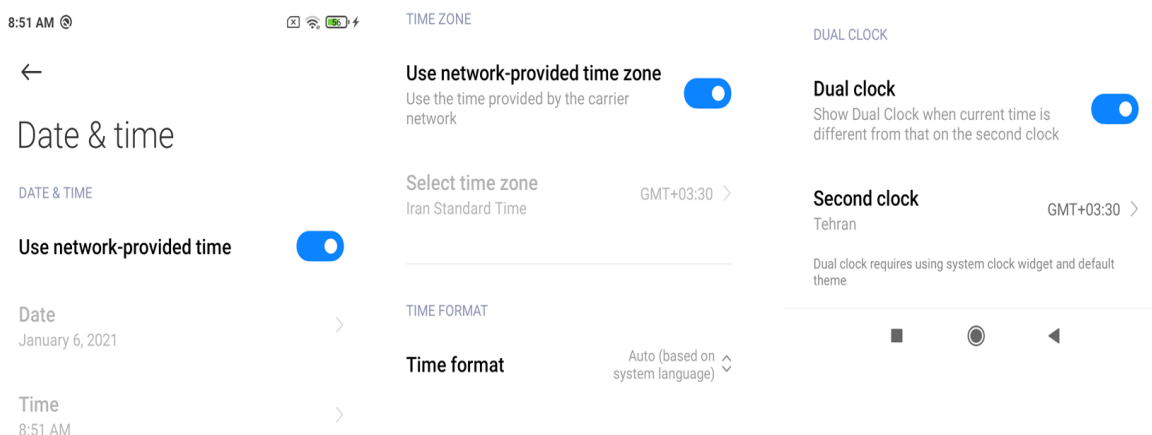 8:51 AM
56
Date & time
DATE & TIME
Use network-provided time
Date
January 6, 2021
Time
8:51 AM
TIME ZONE
Use network-provided time zone
Use the time provided by the carrier
network
Select time zone
GMT+03:30
Iran Standard Time
TIME FORMAT
Time format
Auto (based on
system language)
DUAL CLOCK
Dual clock
Show Dual Clock when current time is
different from that on the second clock
Second clock
GMT+03:30
Tehran
Dual clock requires using system clock widget and default
theme